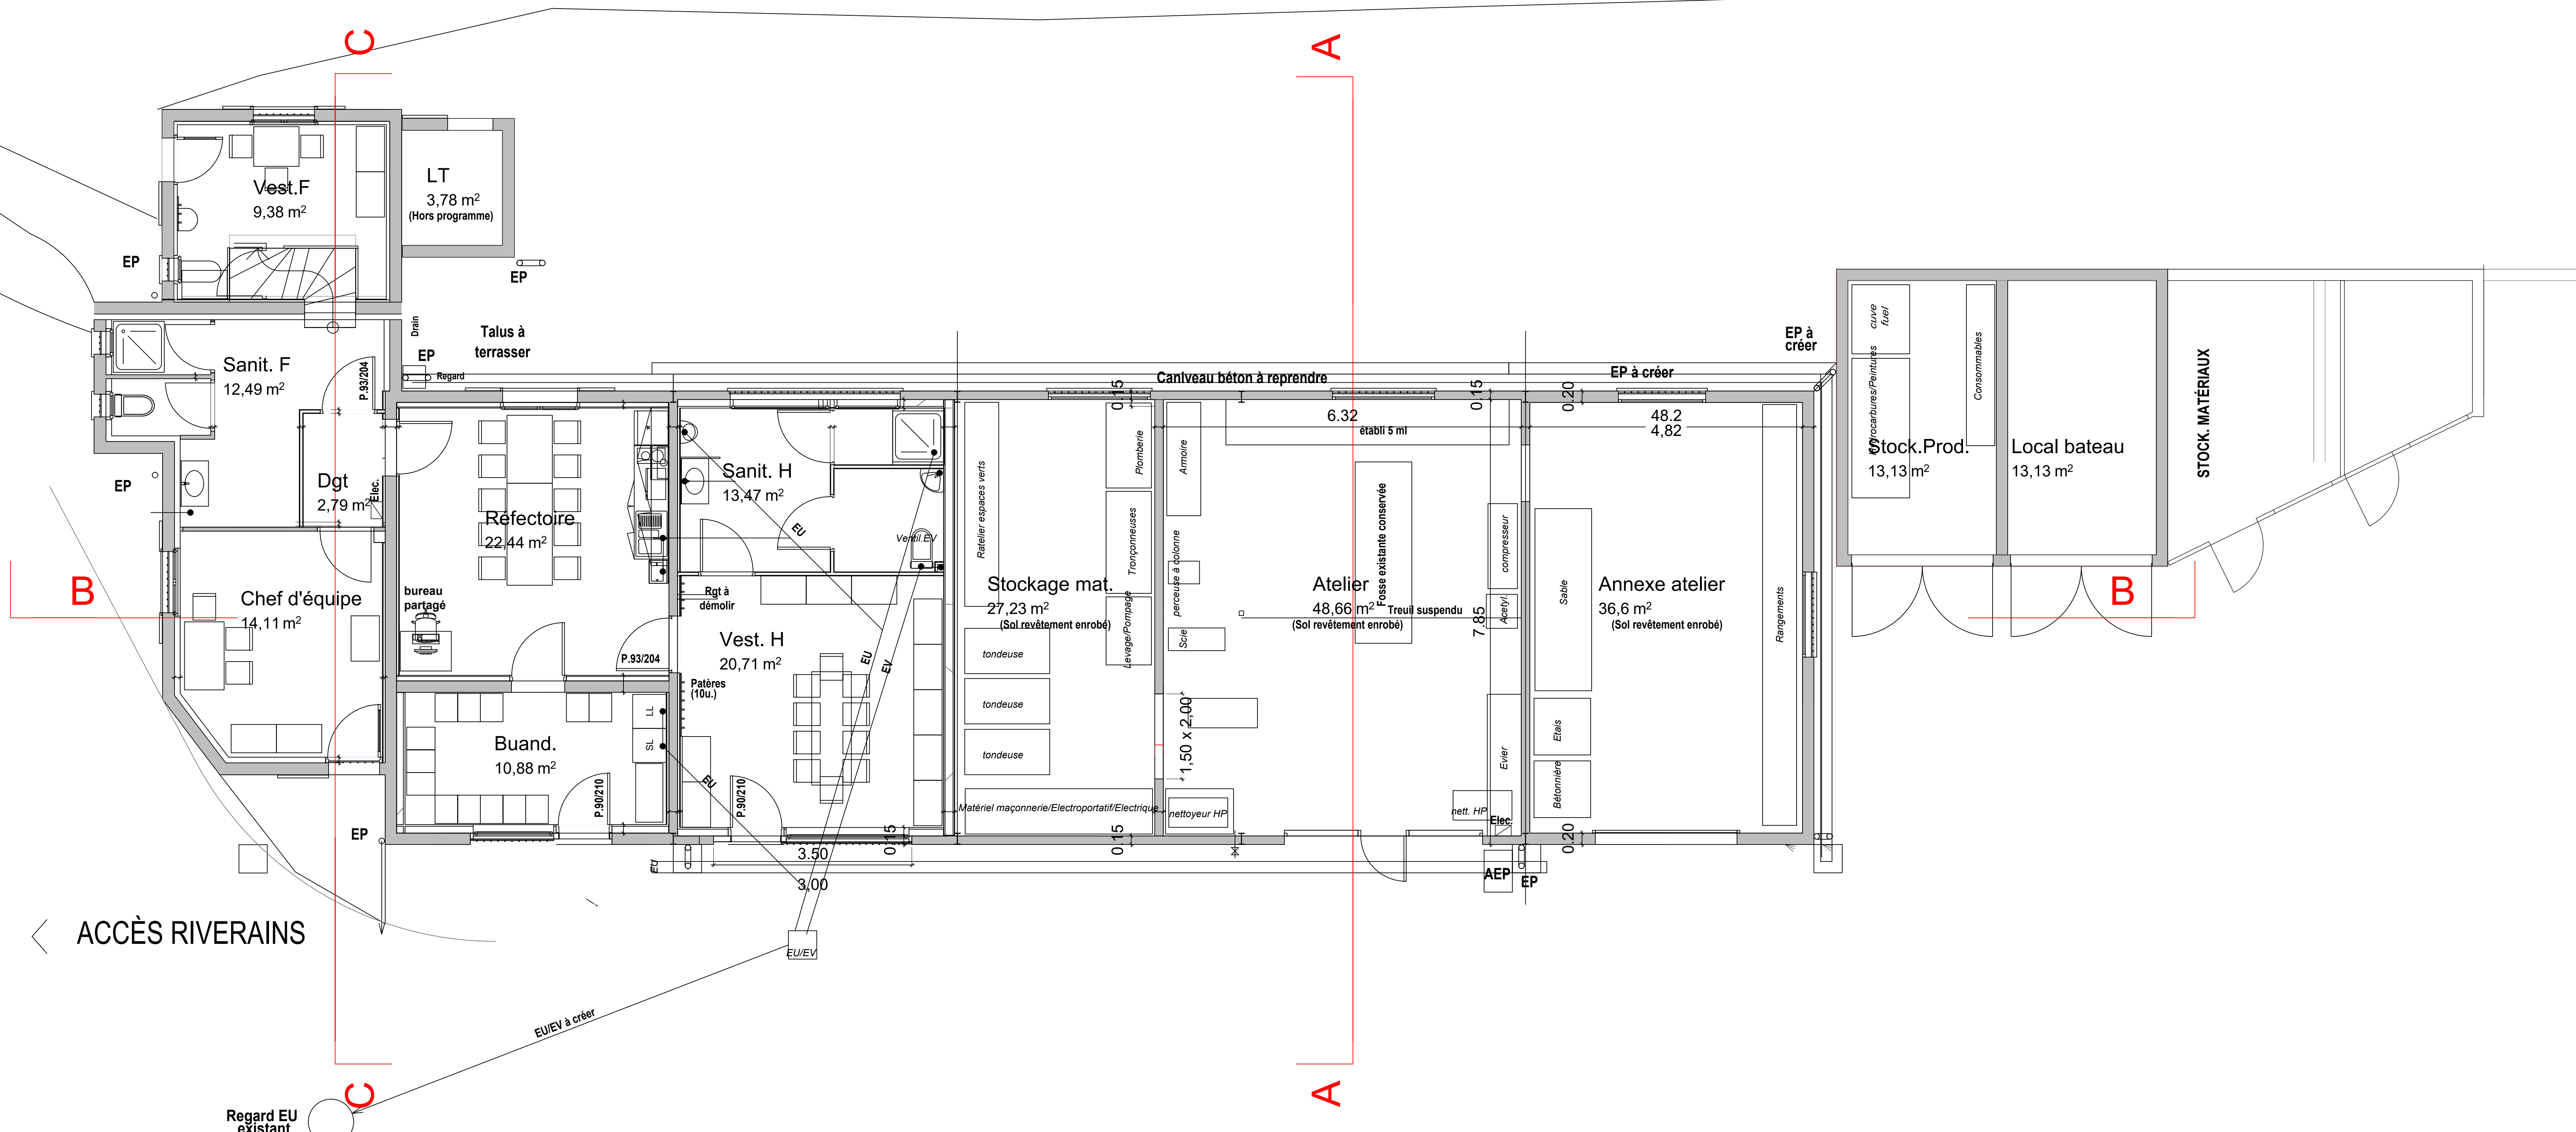 C
A
Vest.F
9,38 m²
LT
3,78 m²
(Hors programme)
EP
EP
Drain
Talus à
terrasser
EP
Regard
EP à
créer
Sanit. F
12,49 m²
P.93/204
Caniveau béton à reprendre
EP à créer
0.15
0.15
0.20
6.32
48.2
4,82
établi 5 ml
cuve
fuel
Consommables
STOCK. MATÉRIAUX
Stock.Prod.
13,13 m²
Local bateau
13,13 m²
EP
Dgt
2,79 m²
Elec.
Réfectoire
22,44 m²
Sanit. H
13,47 m²
EU
Ventil.EV
Ratelier espaces verts
Plomberie
Tronçonneuses
Levage/Pompage
Armoire
perceuse à colonne
Scie
Fosse existante conservée
compresseur
Acetyl.
Sable
Rangements
B
Chef d'équipe
14,11 m²
bureau
partagé
Rgt à
démolir
Vest. H
20,71 m²
P.93/204
Patères
(10u.)
EU
EV
Stockage mat.
27,23 m²
(Sol revêtement enrobé)
Atelier
48,66 m²
(Sol revêtement enrobé)
Treuil suspendu
7.85
Annexe atelier
36,6 m²
(Sol revêtement enrobé)
B
tondeuse
tondeuse
tondeuse
1,50 x 2,00
Buand.
10,88 m²
LL
SL
P.90/210
EU
P.90/210
Matériel maçonnerie/Electroportatif/Electrique
nettoyeur HP
Evier
nett. HP
Elec.
Etais
Bétonnière
EP
3.50
3,00
0.15
0.15
0.20
EU
AEP
EP
ACCÈS RIVERAINS
EU/EV
EU/EV à créer
C
A
Regard EU
existant